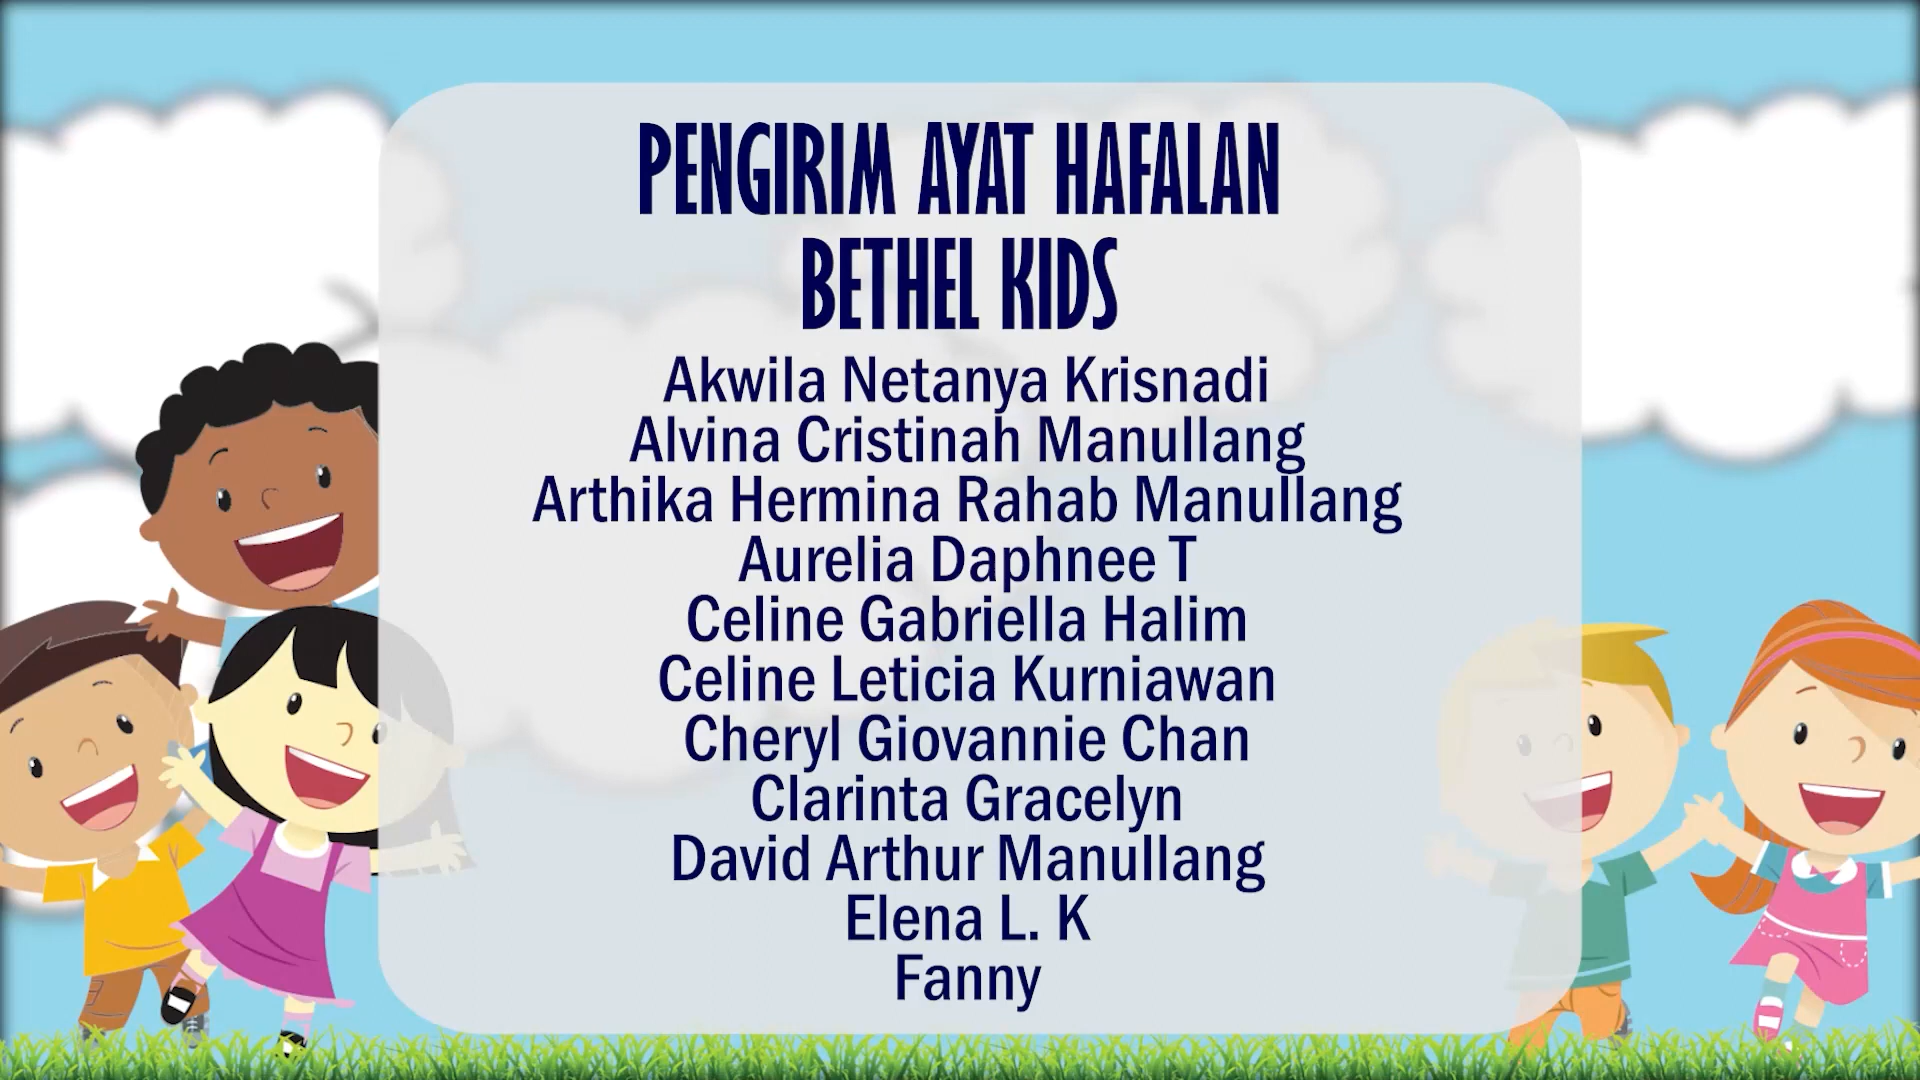 PENGIRIM AYAT HAFALAN
BETHEL KIDS
Akwila Netanya Krisnadi
Alvina Cristinah Manullang
Arthika Hermina Rahab Manullang
Aurelia Daphnee T
Celine Gabriella Halim
Celine Leticia Kurniawan
Cheryl Giovannie Chan
Clarinta Gracelyn
David Arthur Manullang
Elena L. K
Fanny